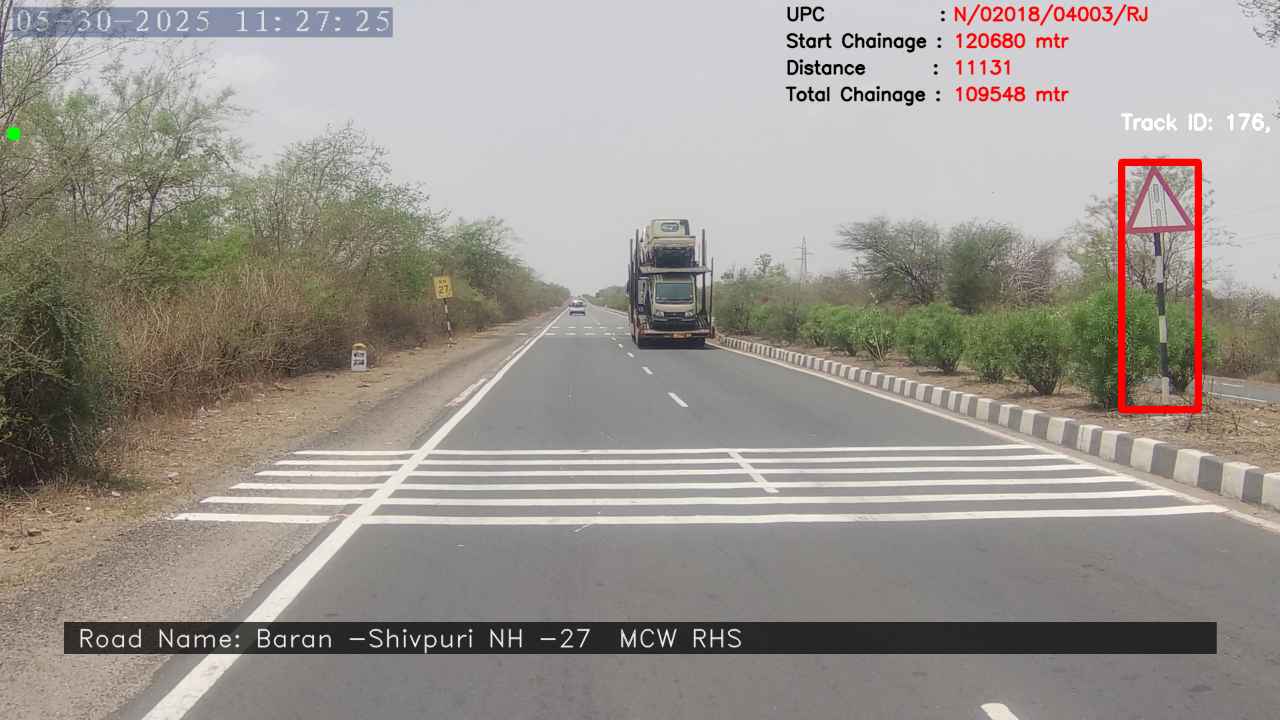 05-30-2025 11:27:25
UPC : N/02018/04003/RJ
Start Chainage : 120680 mtr
Distance : 11131
Total Chainage : 109548 mtr
Track ID: 176,
27
Road Name: Baran -Shivpuri NH -27 MCW RHS